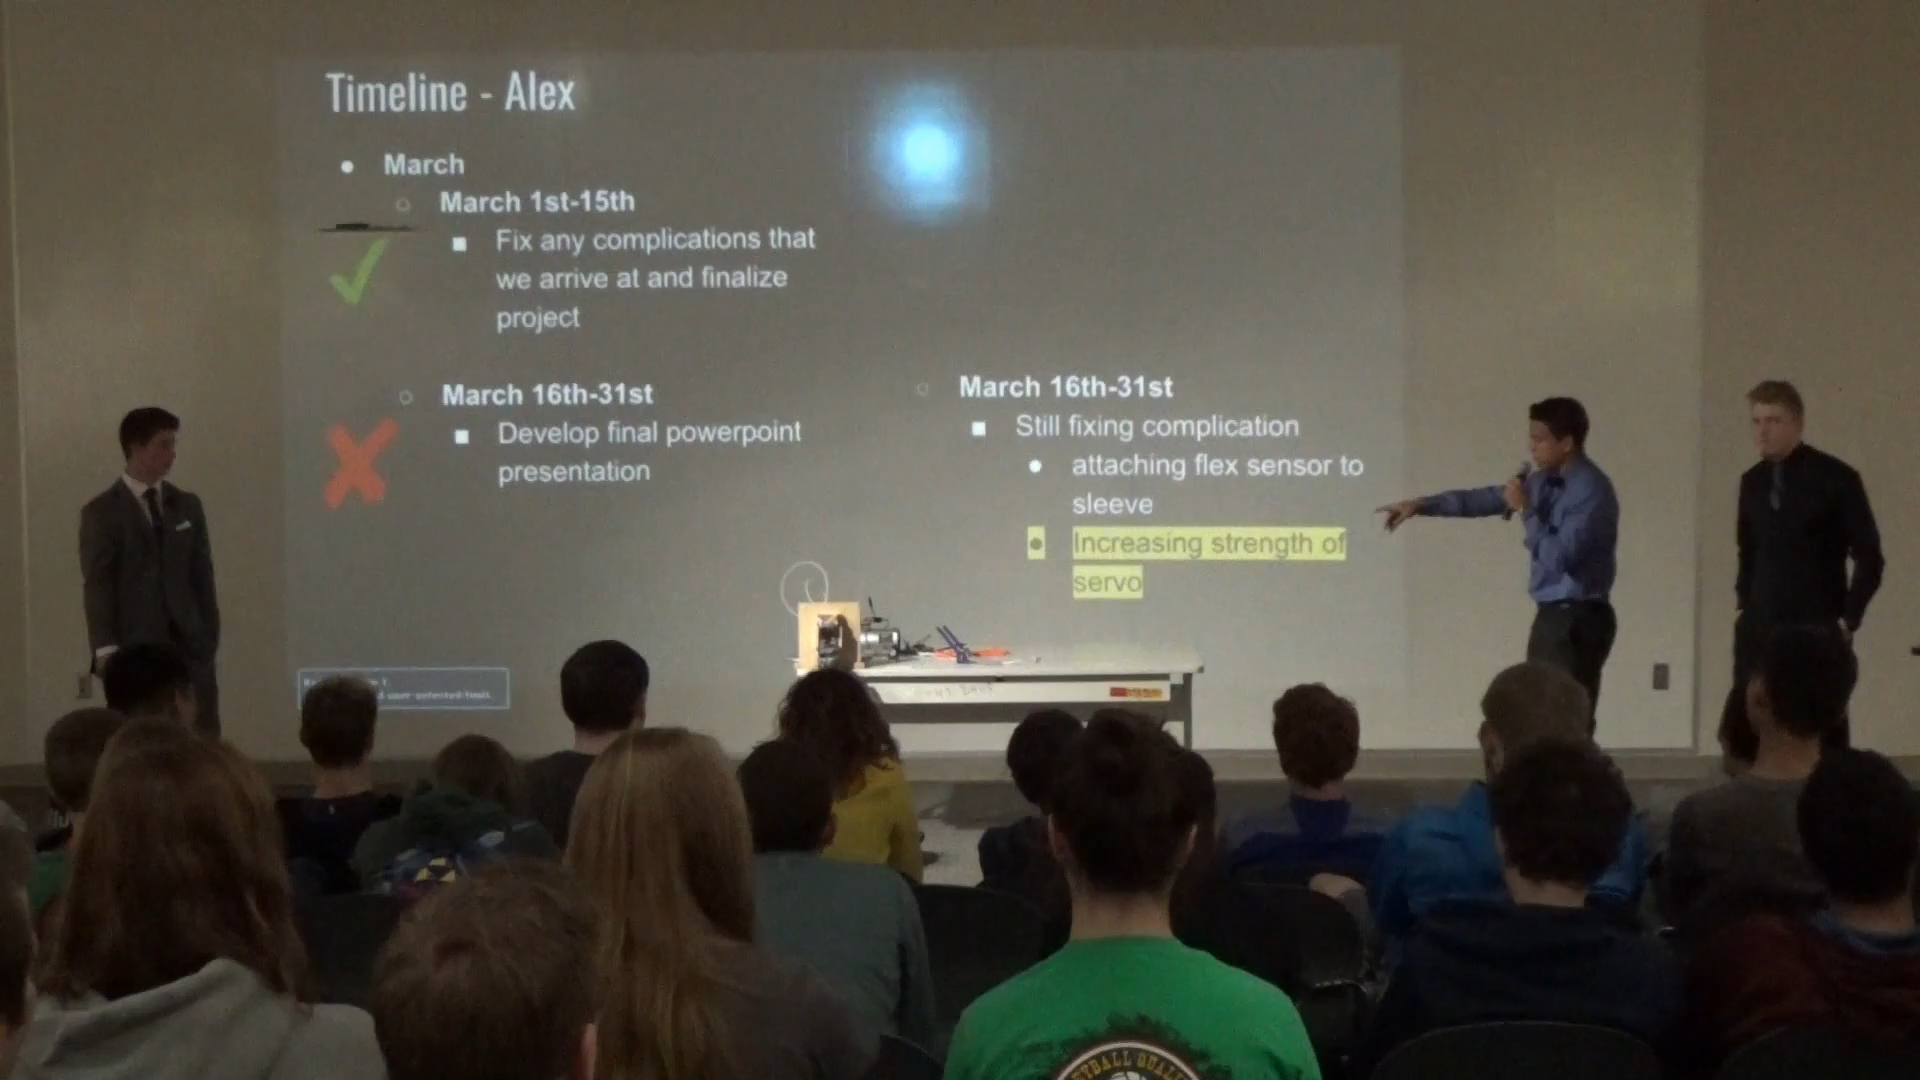 Timeline - Alex
● March
○ March 1st-15th
■ Fix any complications that
we arrive at and finalize
project
○ March 16th-31st
■ Develop final powerpoint
presentation
○ March 16th-31st
■ Still fixing complication
● attaching flex sensor to
sleeve
● Increasing strength of
servo
user-selected